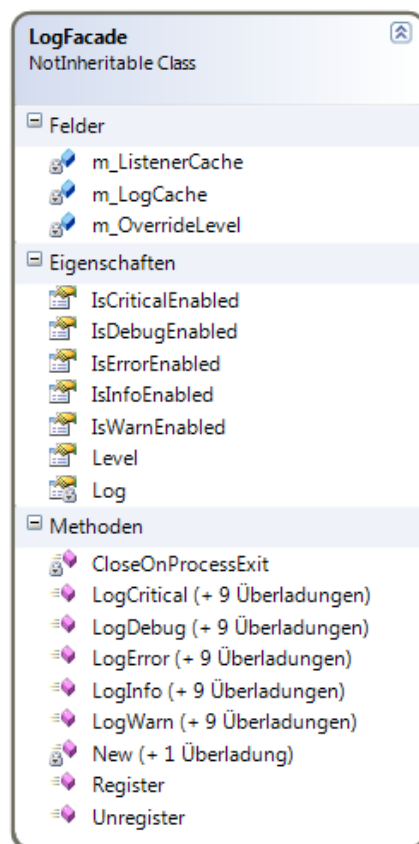 LogFacade
NotInheritable Class
Felder
m_ListenerCache
m_LogCache
m_OverrideLevel
Eigenschaften
IsCriticalEnabled
IsDebugEnabled
IsErrorEnabled
IsInfoEnabled
IsWarnEnabled
Level
Log
Methoden
CloseOnProcessExit
LogCritical (+ 9 Überladungen)
LogDebug (+ 9 Überladungen)
LogError (+ 9 Überladungen)
LogInfo (+ 9 Überladungen)
LogWarn (+ 9 Überladungen)
New (+ 1 Überladung)
Register
Unregister